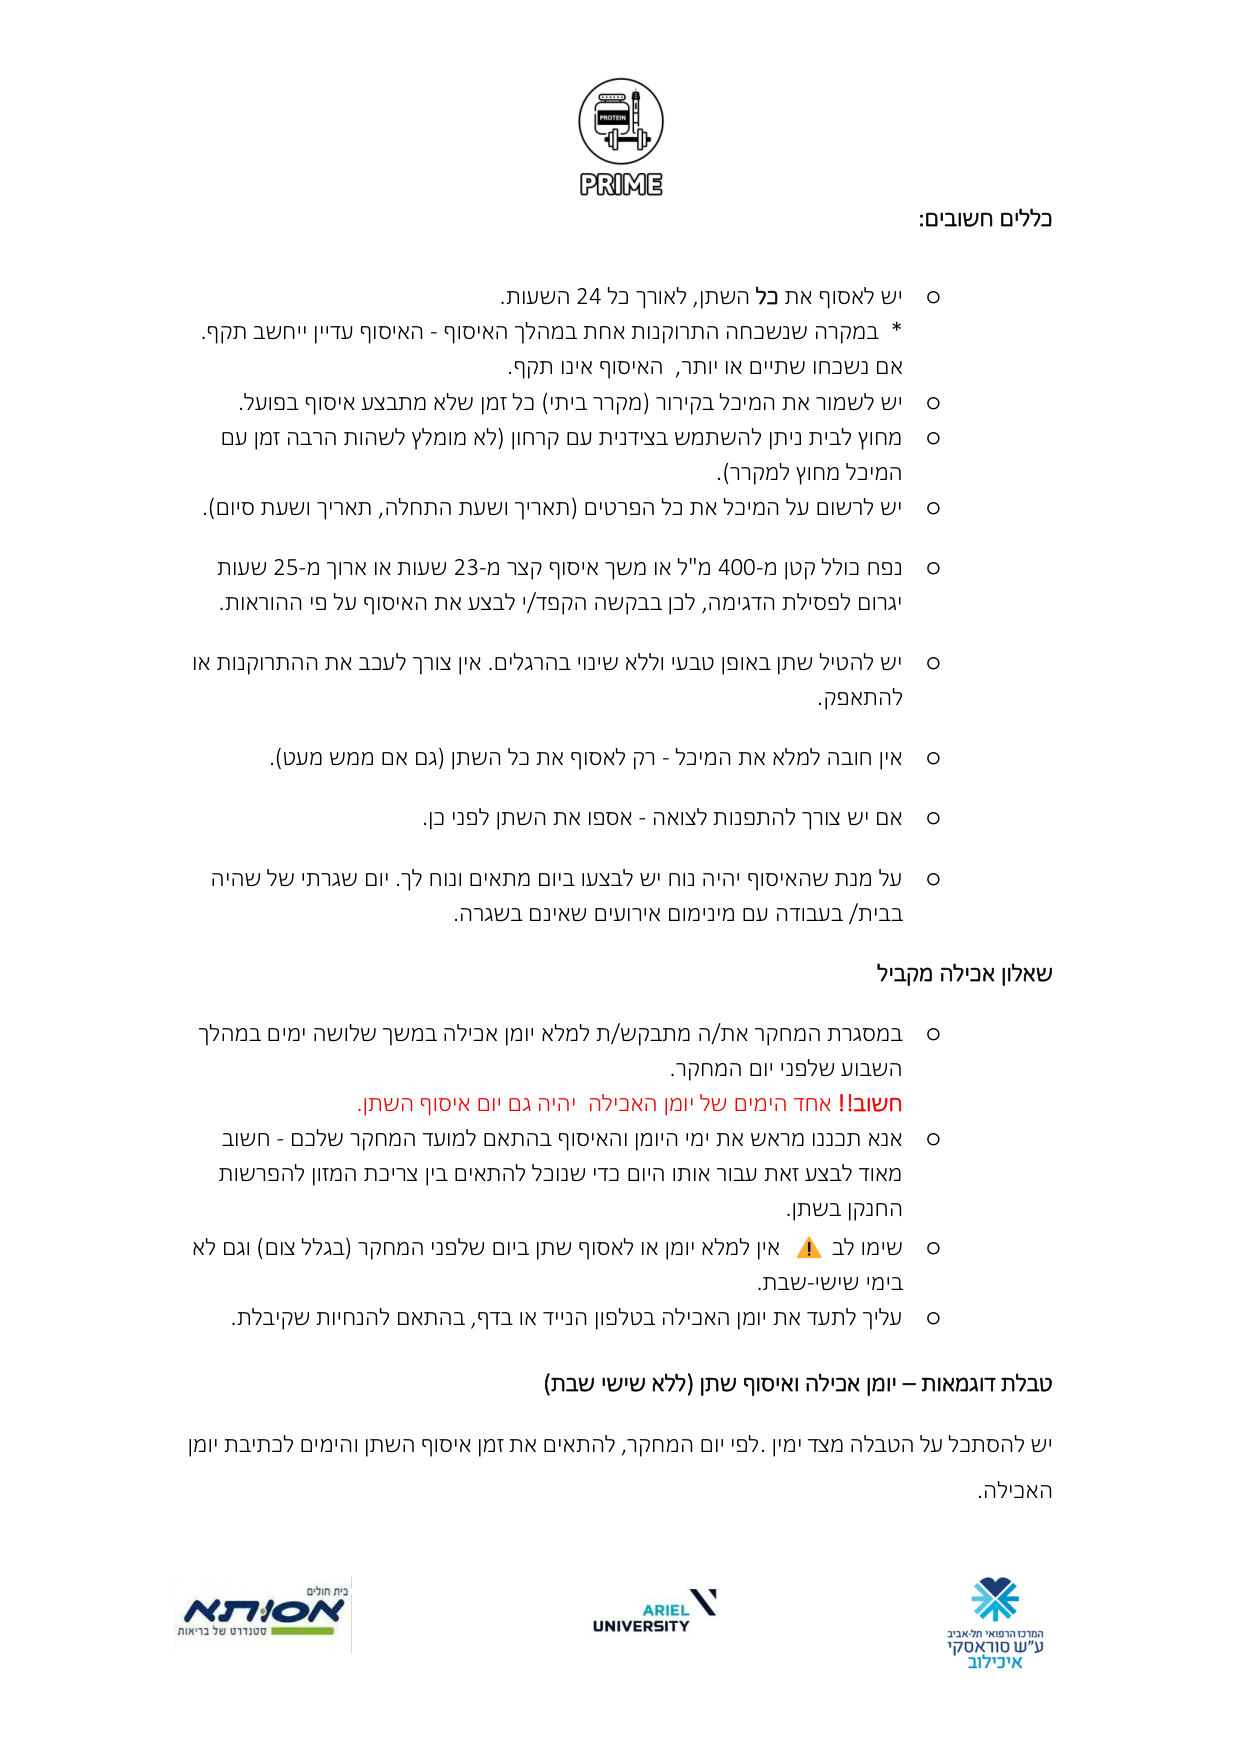 PROTEIN
PRIME
כללים חשובים:
○ יש לאסוף את כל השתן, לאורך כל 24 השעות.
* במקרה שנשכחה התרוקנות אחת במהלך האיסוף - האיסוף עדיין ייחשב תקף.
אם נשכחו שתיים או יותר, האיסוף אינו תקף.
○ יש לשמור את המיכל בקירור (מקרר ביתי) כל זמן שלא מתבצע איסוף בפועל.
○ מחוץ לבית ניתן להשתמש בצידנית עם קרחון (לא מומלץ לשהות הרבה זמן עם
המיכל מחוץ למקרר).
○ יש לרשום על המיכל את כל הפרטים (תאריך ושעת התחלה, תאריך ושעת סיום).
○ נפח כולל קטן מ-400 מ"ל או משך איסוף קצר מ-23 שעות או ארוך מ-25 שעות
יגרום לפסילת הדגימה, לכן בבקשה הקפד/י לבצע את האיסוף על פי ההוראות.
○ יש להטיל שתן באופן טבעי וללא שינוי בהרגלים. אין צורך לעכב את ההתרוקנות או
להתאפק.
○ אין חובה למלא את המיכל - רק לאסוף את כל השתן (גם אם ממש מעט).
○ אם יש צורך להתפנות לצואה - אספו את השתן לפני כן.
○ על מנת שהאיסוף יהיה נוח יש לבצעו ביום מתאים ונוח לך. יום שגרתי של שהיה
בבית/ בעבודה עם מינימום אירועים שאינם בשגרה.
שאלון אכילה מקביל
○ במסגרת המחקר את/ה מתבקש/ת למלא יומן אכילה במשך שלושה ימים במהלך
השבוע שלפני יום המחקר.
חשוב!! אחד הימים של יומן האכילה יהיה גם יום איסוף השתן.
○ אנא תכננו מראש את ימי היומן והאיסוף בהתאם למועד המחקר שלכם - חשוב
מאוד לבצע זאת עבור אותו היום כדי שנוכל להתאים בין צריכת המזון להפרשות
החנקן בשתן.
○ שימו לב ⚠️ אין למלא יומן או לאסוף שתן ביום שלפני המחקר (בגלל צום) וגם לא
בימי שישי-שבת.
○ עליך לתעד את יומן האכילה בטלפון הנייד או בדף, בהתאם להנחיות שקיבלת.
טבלת דוגמאות – יומן אכילה ואיסוף שתן (ללא שישי שבת)
יש להסתכל על הטבלה מצד ימין .לפי יום המחקר, להתאים את זמן איסוף השתן והימים לכתיבת יומן
האכילה.
המרכז הרפואי תל-אביב
ע"ש סוראסקי
איכילוב
ARIEL
UNIVERSITY
בית חולים
אסותא
סטנדרט של בריאות